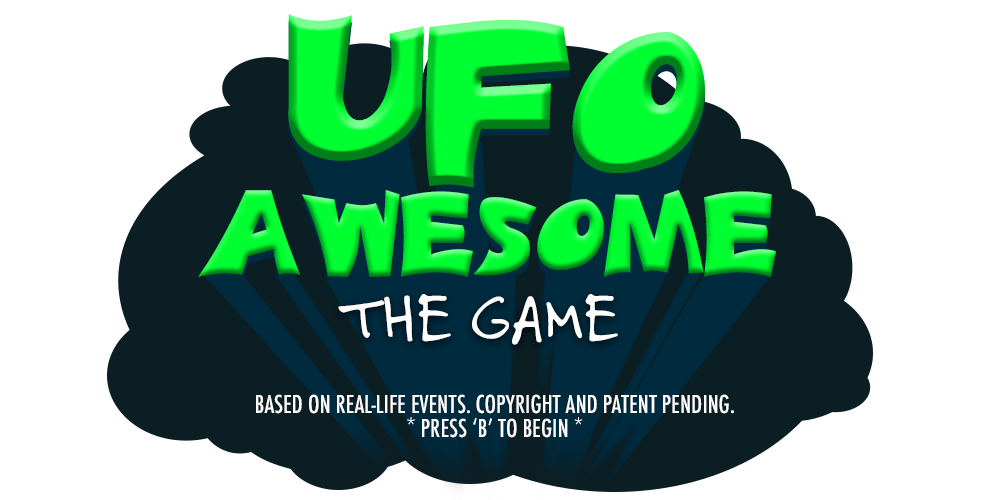 UFO
AWESOME
THE GAME
BASED ON REAL-LIFE EVENTS. COPYRIGHT AND PATENT PENDING.
* PRESS ‘B’ TO BEGIN *